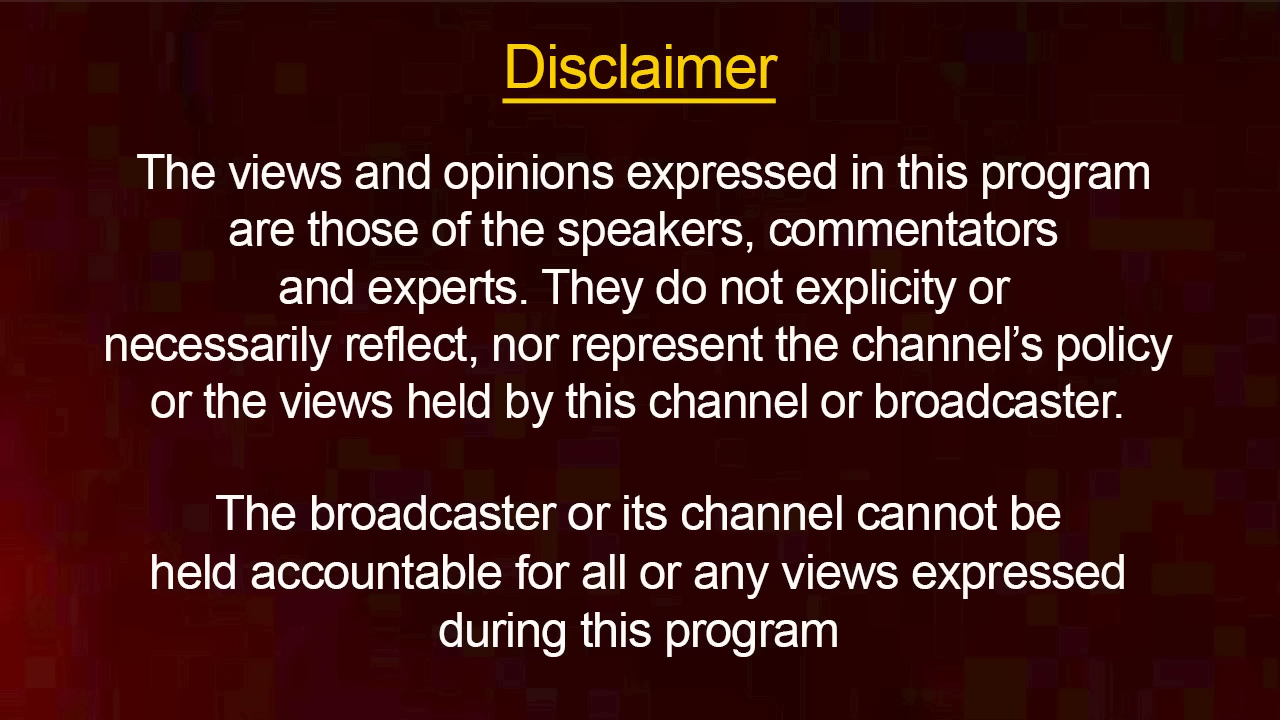 Disclaimer
The views and opinions expressed in this program
are those of the speakers, commentators
and experts. They do not explicity or
necessarily reflect, nor represent the channel’s policy
or the views held by this channel or broadcaster.
The broadcaster or its channel cannot be
held accountable for all or any views expressed
during this program